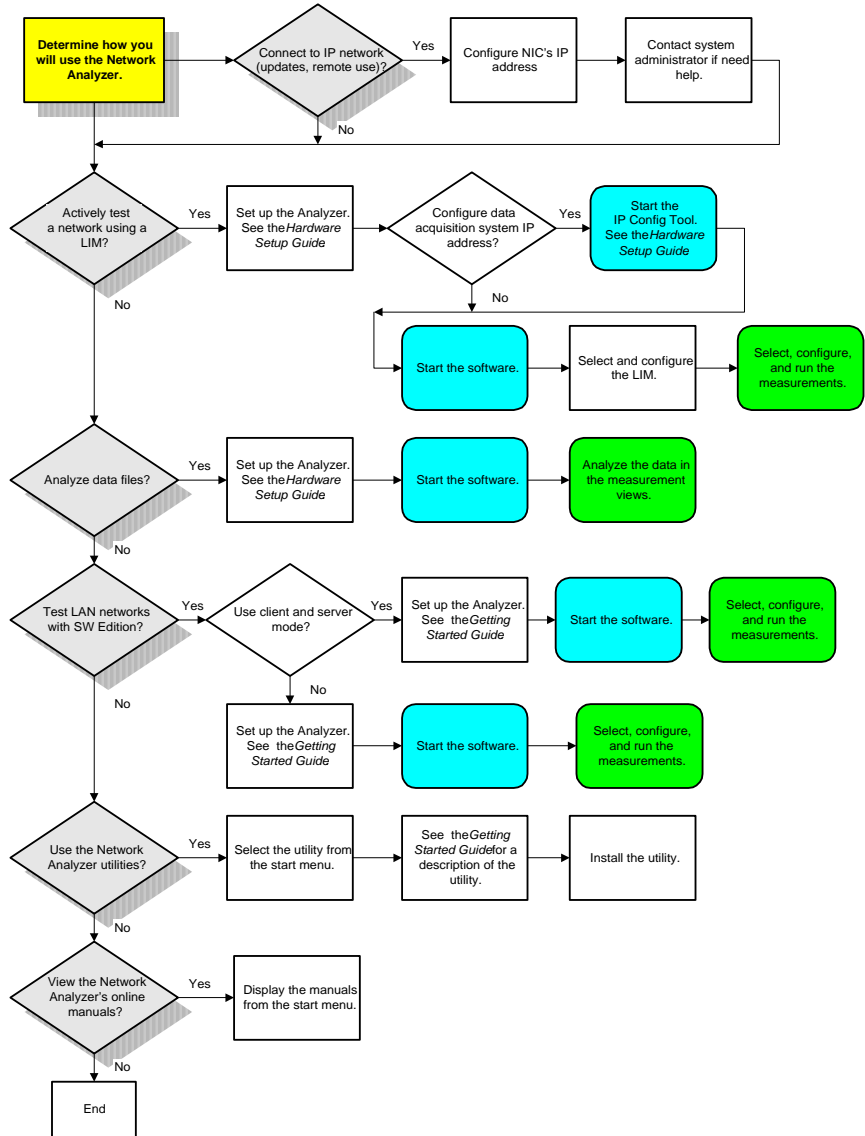 Determine how you
will use the Network
Analyzer.
Connect to IP network
(updates, remote use)?
Yes
Configure NIC's IP
address
Contact system
administrator if need
help.
No
Actively test
a network using a
LIM?
Yes
Set up the Analyzer.
See the Hardware
Setup Guide
Configure data
acquisition system IP
address?
Yes
Start the
IP Config Tool.
See the Hardware
Setup Guide
No
No
Start the software.
Select and configure
the LIM.
Select, configure,
and run the
measurements.
Analyze data files?
Yes
Set up the Analyzer.
See the Hardware
Setup Guide
Start the software.
Analyze the data in
the measurement
views.
No
Test LAN networks
with SW Edition?
Yes
Use client and server
mode?
Yes
Set up the Analyzer.
See the Getting
Started Guide
Start the software.
Select, configure,
and run the
measurements.
No
No
Set up the Analyzer.
See the Getting
Started Guide
Start the software.
Select, configure,
and run the
measurements.
Use the Network
Analyzer utilities?
Yes
Select the utility from
the start menu.
See the Getting
Started Guide for a
description of the
utility.
Install the utility.
No
View the Network
Analyzer's online
manuals?
Yes
Display the manuals
from the start menu.
No
End